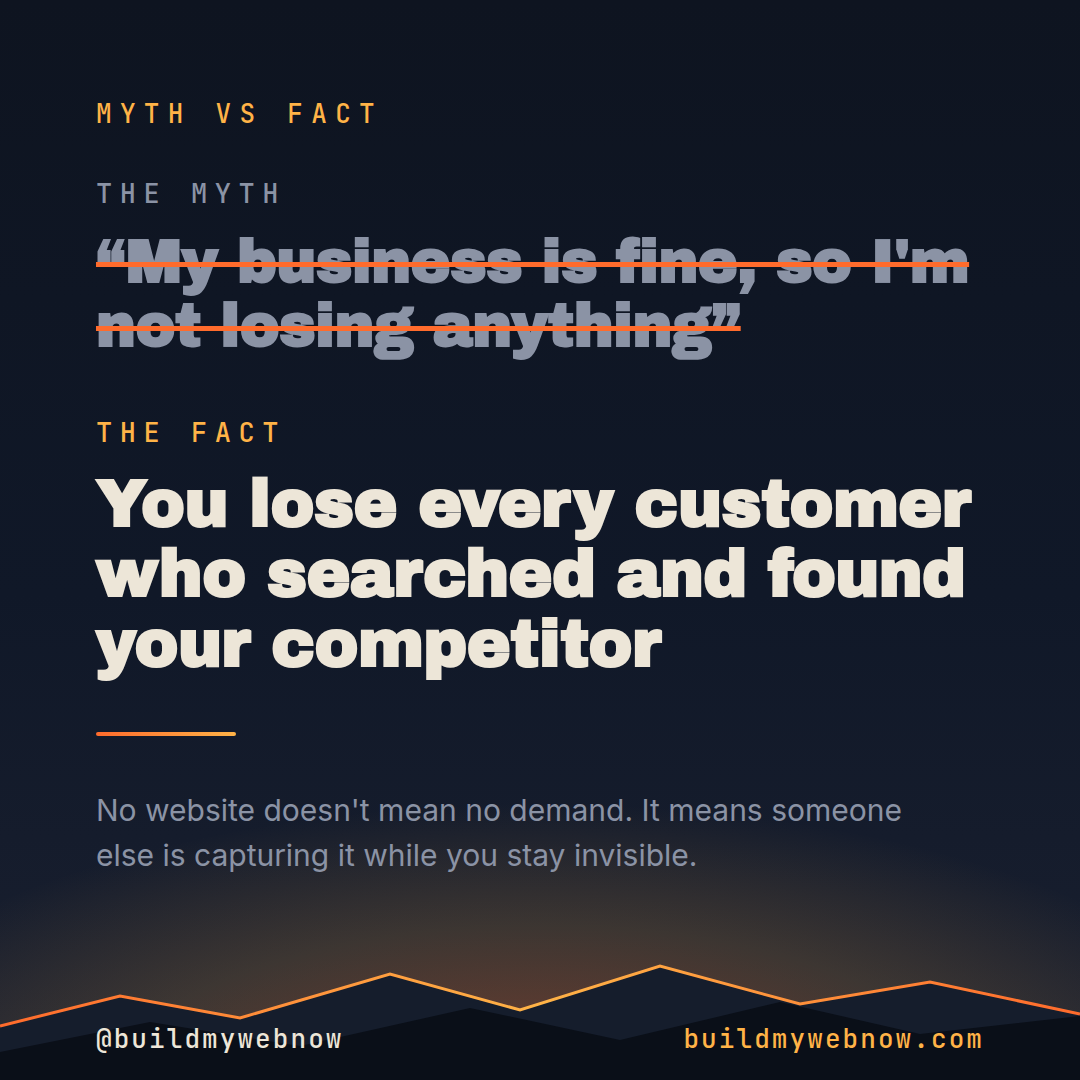 MYTH VS FACT
THE MYTH
“My business is fine, so I'm
not losing anything”
THE FACT
You lose every customer
who searched and found
your competitor
No website doesn't mean no demand. It means someone
else is capturing it while you stay invisible.
@buildmywebnow
buildmywebnow.com